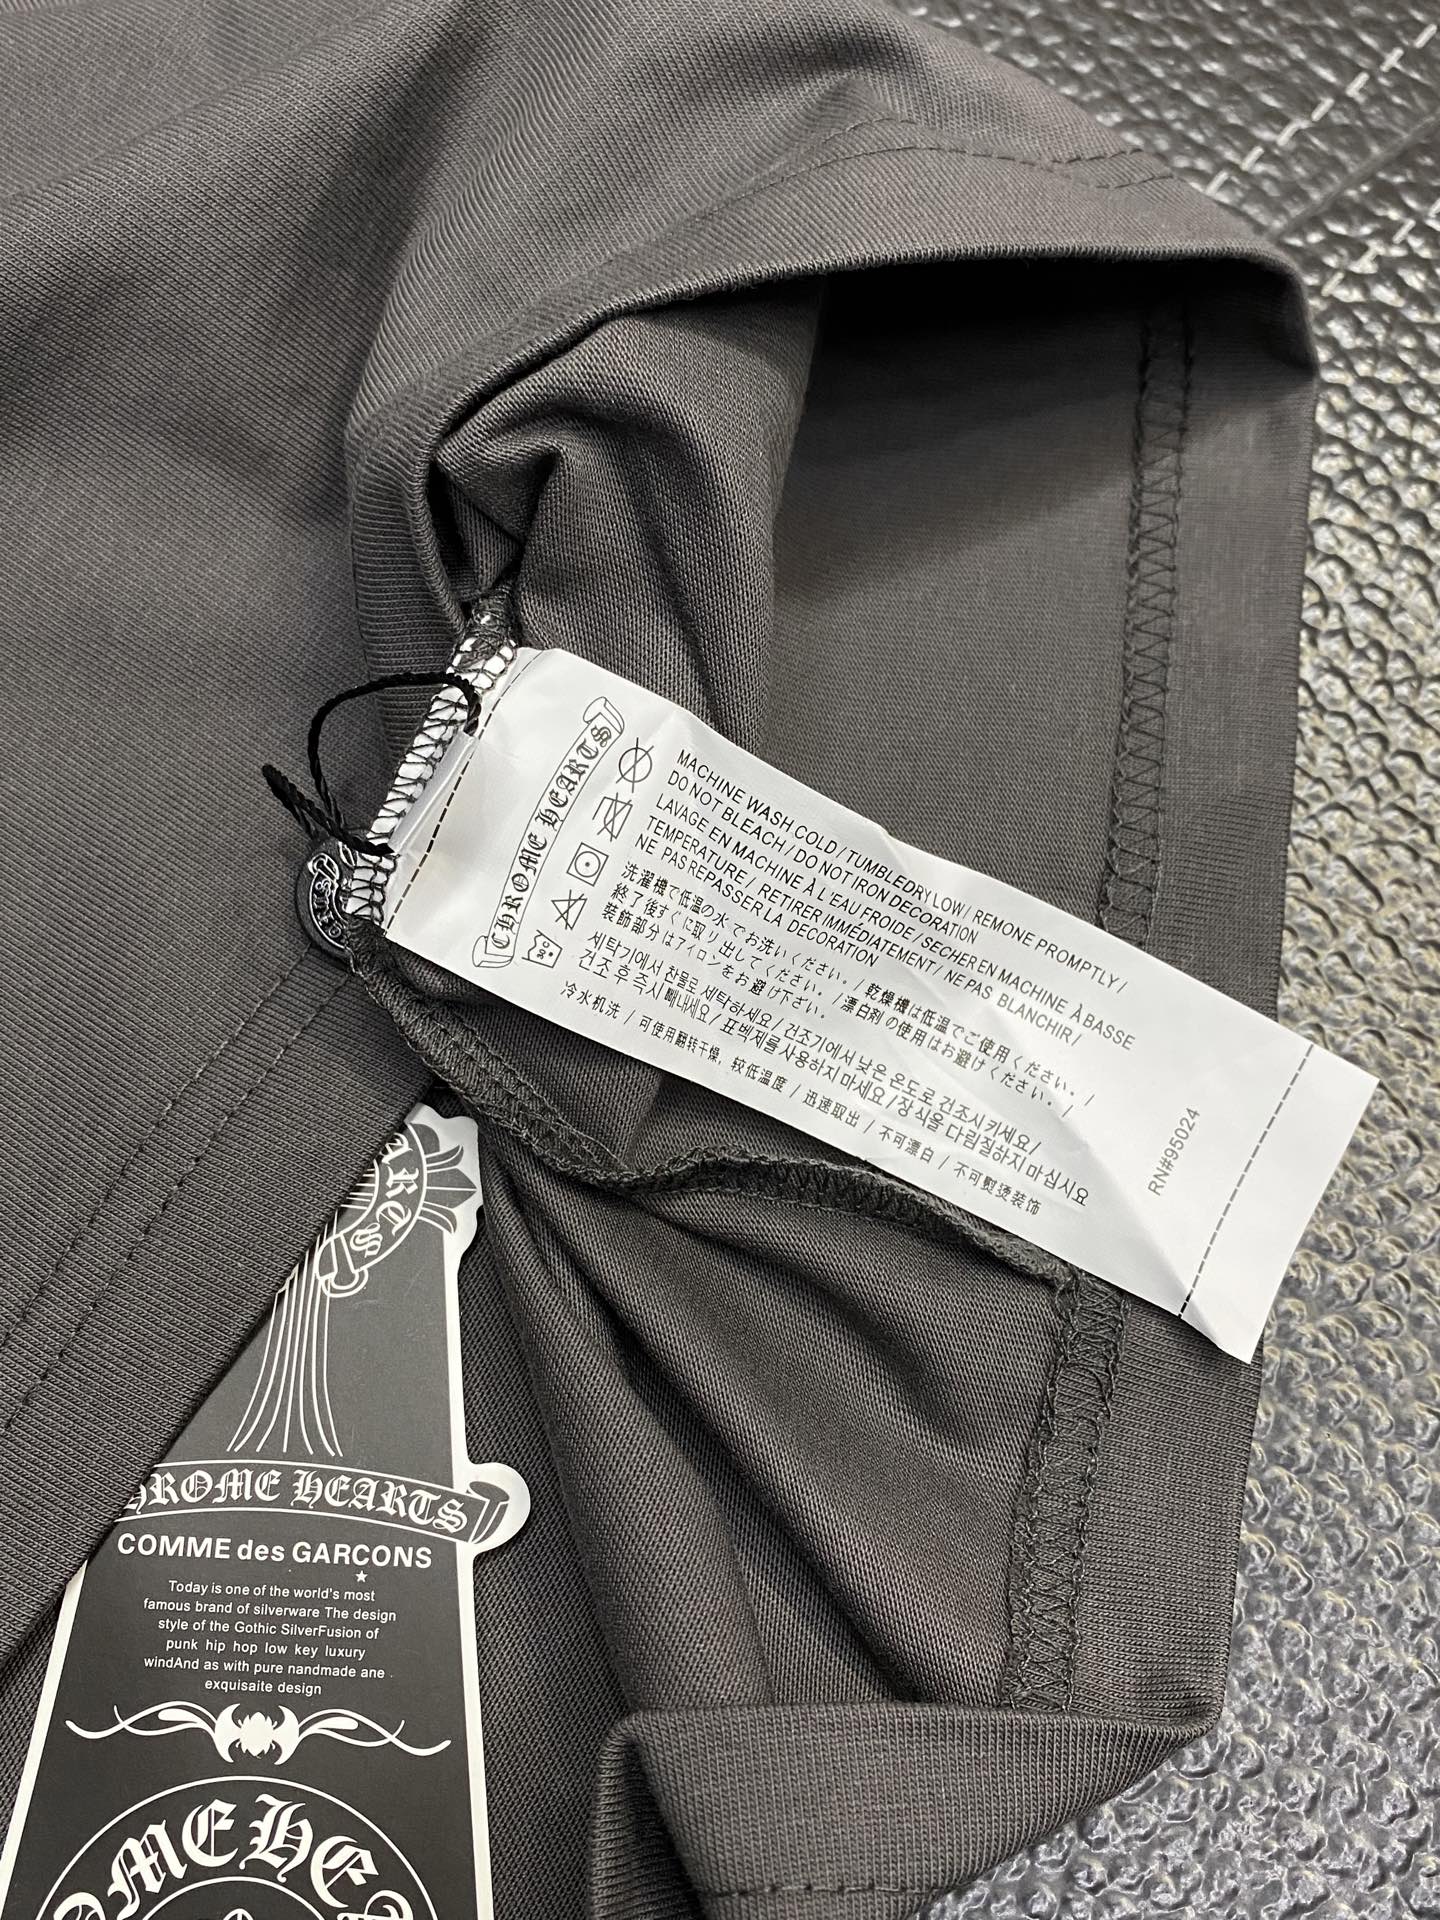 CHROME HEARTS
MACHINE WASH COLD / TUMBLEDRY LOW / REMONE PROMPTLY /
DO NOT BLEACH / DO NOT IRON DECORATION
LAVAGE EN MACHINE À L'EAU FROIDE / SECHER EN MACHINE À BASSE
TEMPERATURE / RETIRER IMMÉDIATEMENT / NE PAS BLANCHIR /
NE PAS REPASSER LA DECORATION
洗濯機で低温の水でお洗いください。/ 乾燥機は低温でご使用ください。/
終了後すぐに取り出してください。/ 漂白剤の使用はお避けください。/
装飾部分はアイロンをお避け下さい。
세탁기에서 찬물로 세탁하세요 / 건조기에서 낮은 온도로 건조시키세요 /
건조 후 즉시 빼내세요 / 표백제를 사용하지 마세요 / 장식을 다림질하지 마십시요
冷水机洗 / 可使用翻转干燥，较低温度 / 迅速取出 / 不可漂白 / 不可熨烫装饰
RN#95024
ARTS
HROME HEARTS
COMME des GARCONS
Today is one of the world's most
famous brand of silverware The design
style of the Gothic SilverFusion of
punk hip hop low key luxury
windAnd as with pure nandmade ane
exquisaite design
OME HE